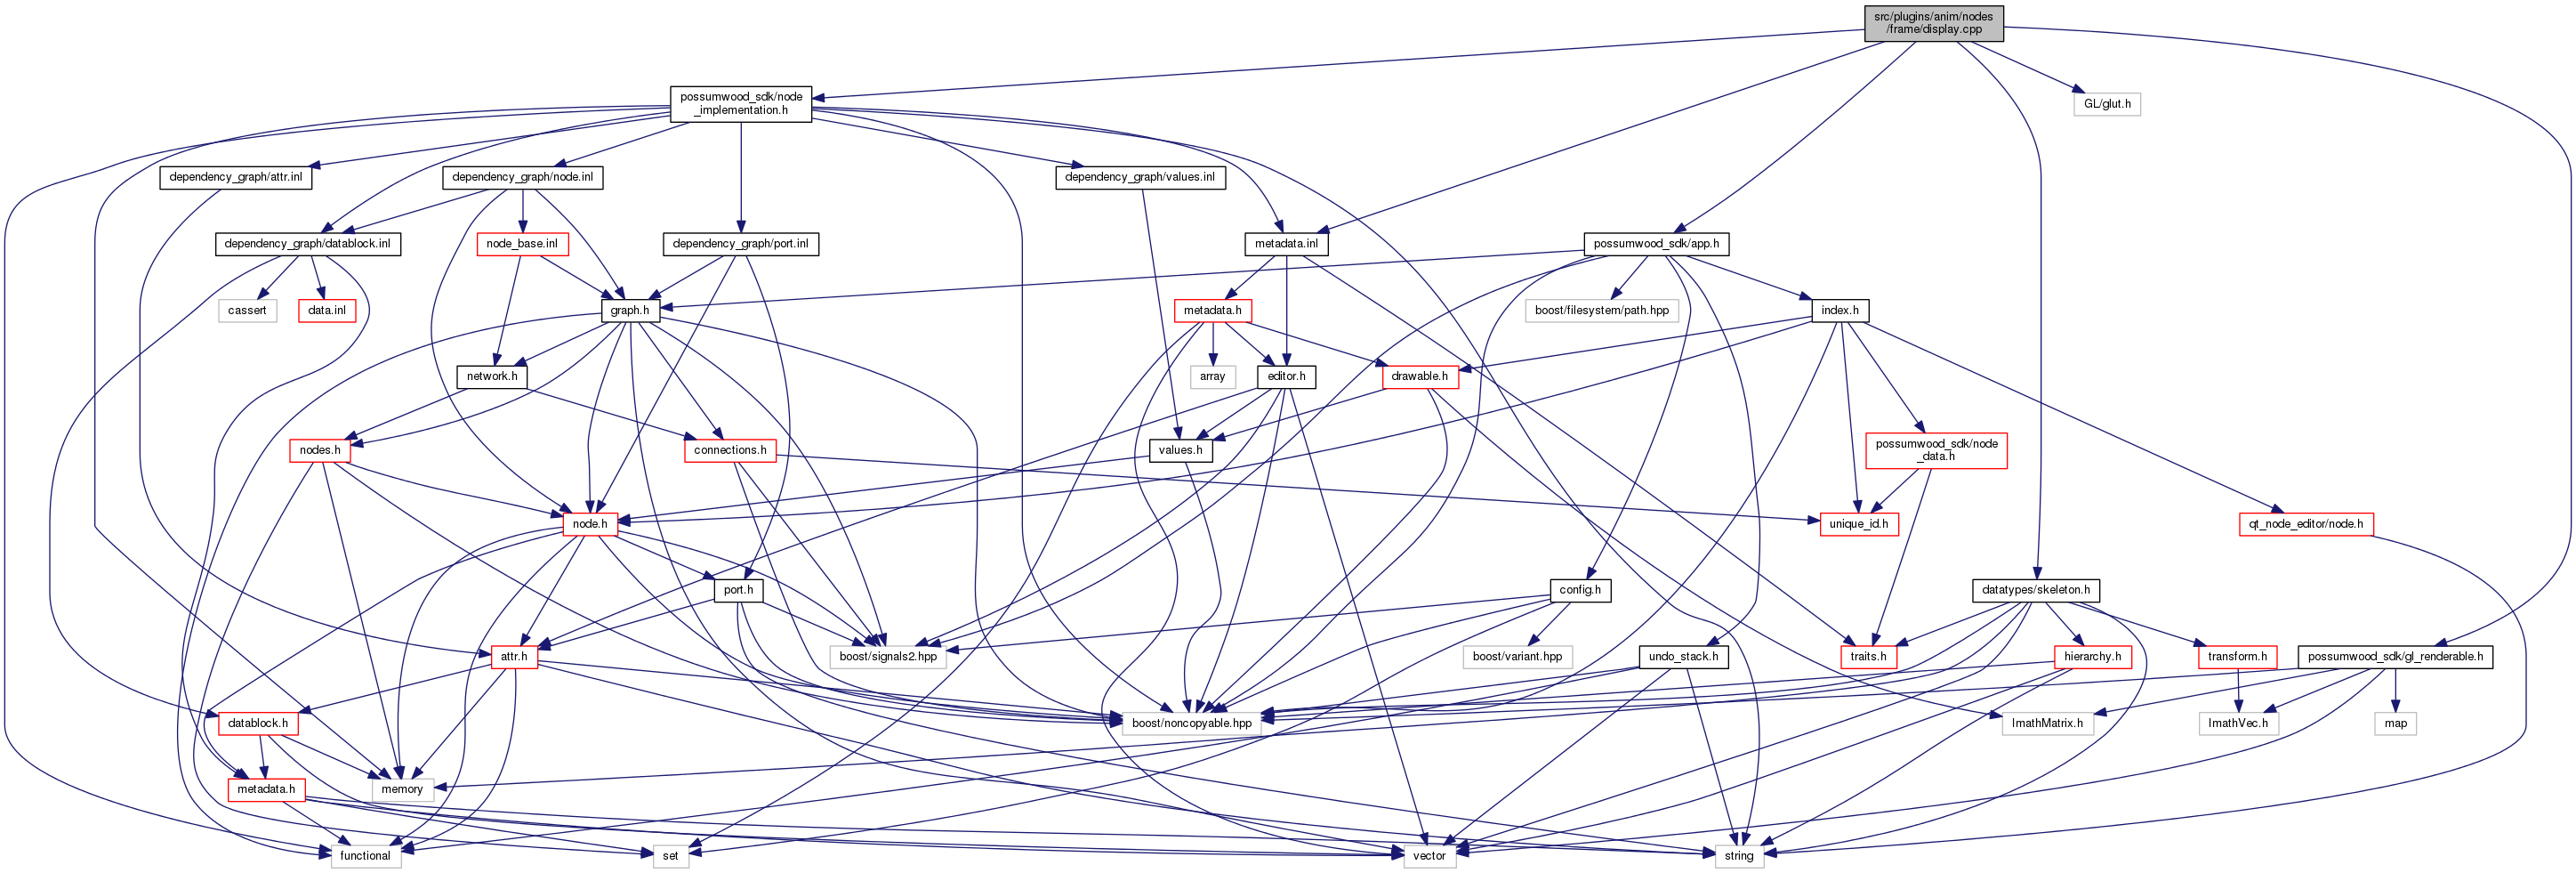 src/plugins/anim/nodes
/frame/display.cpp
possumwood_sdk/node
_implementation.h
GL/glut.h
dependency_graph/attr.inl
dependency_graph/node.inl
dependency_graph/values.inl
dependency_graph/datablock.inl
node_base.inl
dependency_graph/port.inl
metadata.inl
possumwood_sdk/app.h
cassert
data.inl
graph.h
metadata.h
boost/filesystem/path.hpp
index.h
network.h
array
editor.h
drawable.h
nodes.h
connections.h
values.h
possumwood_sdk/node
_data.h
node.h
unique_id.h
qt_node_editor/node.h
port.h
config.h
datatypes/skeleton.h
attr.h
boost/signals2.hpp
boost/variant.hpp
undo_stack.h
traits.h
hierarchy.h
transform.h
possumwood_sdk/gl_renderable.h
datablock.h
boost/noncopyable.hpp
ImathMatrix.h
ImathVec.h
map
metadata.h
memory
functional
set
vector
string